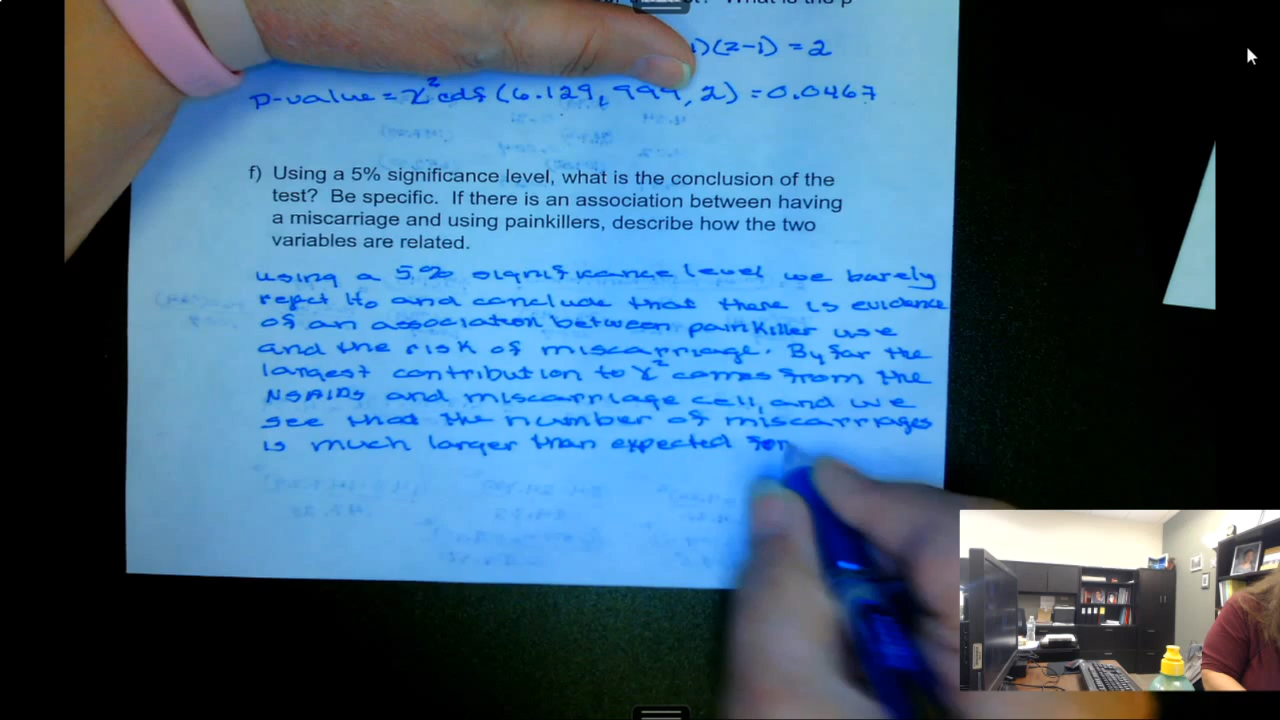 What is the p
1)(2-1) = 2
p-value = χ²cdf (6.129, 999, 2) = 0.0467
f) Using a 5% significance level, what is the conclusion of the
test? Be specific. If there is an association between having
a miscarriage and using painkillers, describe how the two
variables are related.
using a 5% significance level we barely
reject Ho and conclude that there is evidence
of an association between painkiller use
and the risk of miscarriage. By far the
largest contribution to χ² comes from the
NSAIDs and miscarriage cell, and we
see that the number of miscarriages
is much larger than expected for